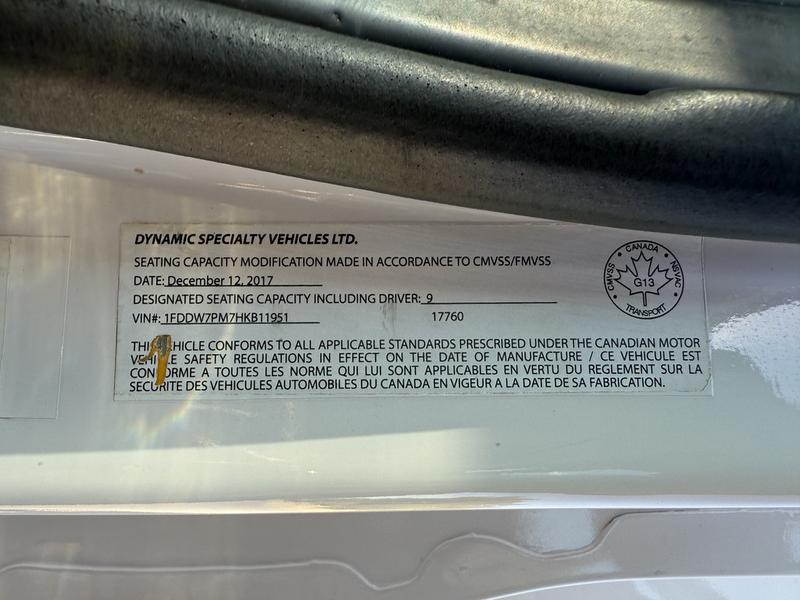 DYNAMIC SPECIALTY VEHICLES LTD.
SEATING CAPACITY MODIFICATION MADE IN ACCORDANCE TO CMVSS/FMVSS
DATE: December 12, 2017
DESIGNATED SEATING CAPACITY INCLUDING DRIVER: 9
VIN#: 1FDDW7PM7HKB11951 17760
THIS VEHICLE CONFORMS TO ALL APPLICABLE STANDARDS PRESCRIBED UNDER THE CANADIAN MOTOR
VEHICLE SAFETY REGULATIONS IN EFFECT ON THE DATE OF MANUFACTURE / CE VEHICULE EST
CONFORME A TOUTES LES NORME QUI LUI SONT APPLICABLES EN VERTU DU REGLEMENT SUR LA
SECURITE DES VEHICULES AUTOMOBILES DU CANADA EN VIGEUR A LA DATE DE SA FABRICATION.
CANADA
CMVSS
G13
NSVAC
TRANSPORT